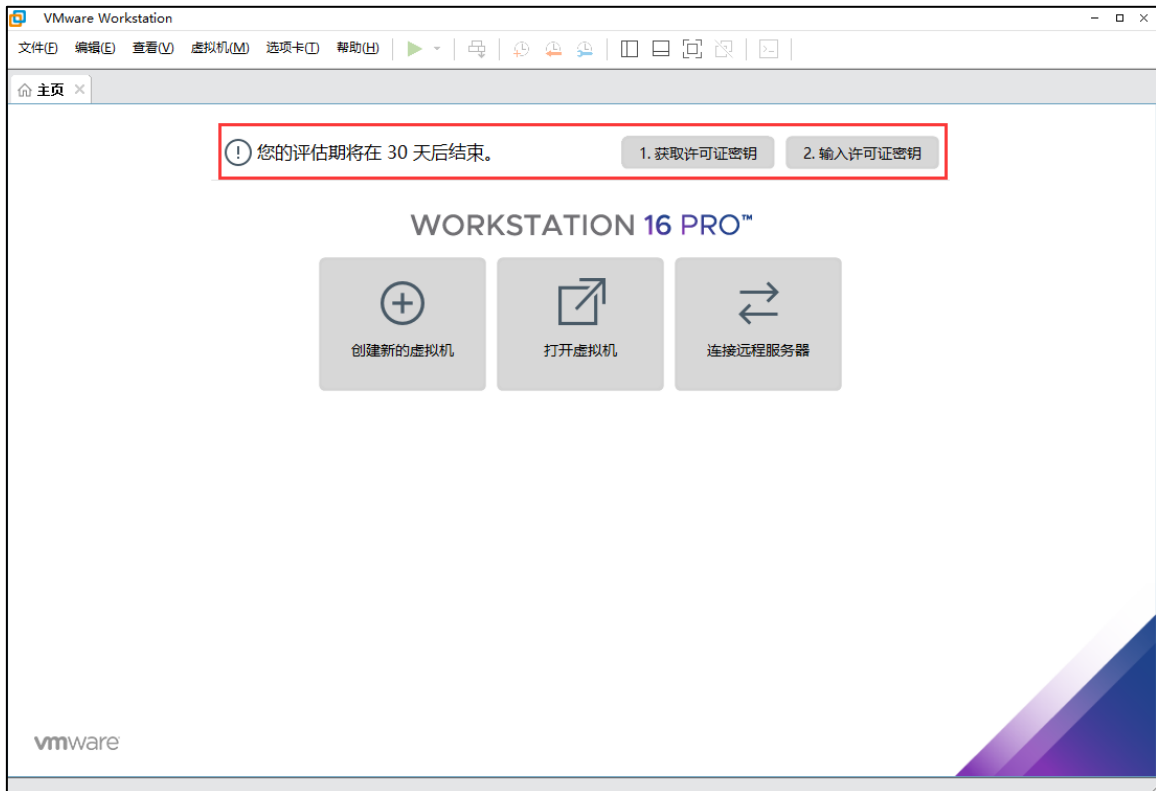 VMware Workstation
文件(F) 编辑(E) 查看(V) 虚拟机(M) 选项卡(T) 帮助(H)
主页
您的评估期将在 30 天后结束。 1. 获取许可证密钥 2. 输入许可证密钥
WORKSTATION 16 PRO™
创建新的虚拟机 打开虚拟机 连接远程服务器
vmware